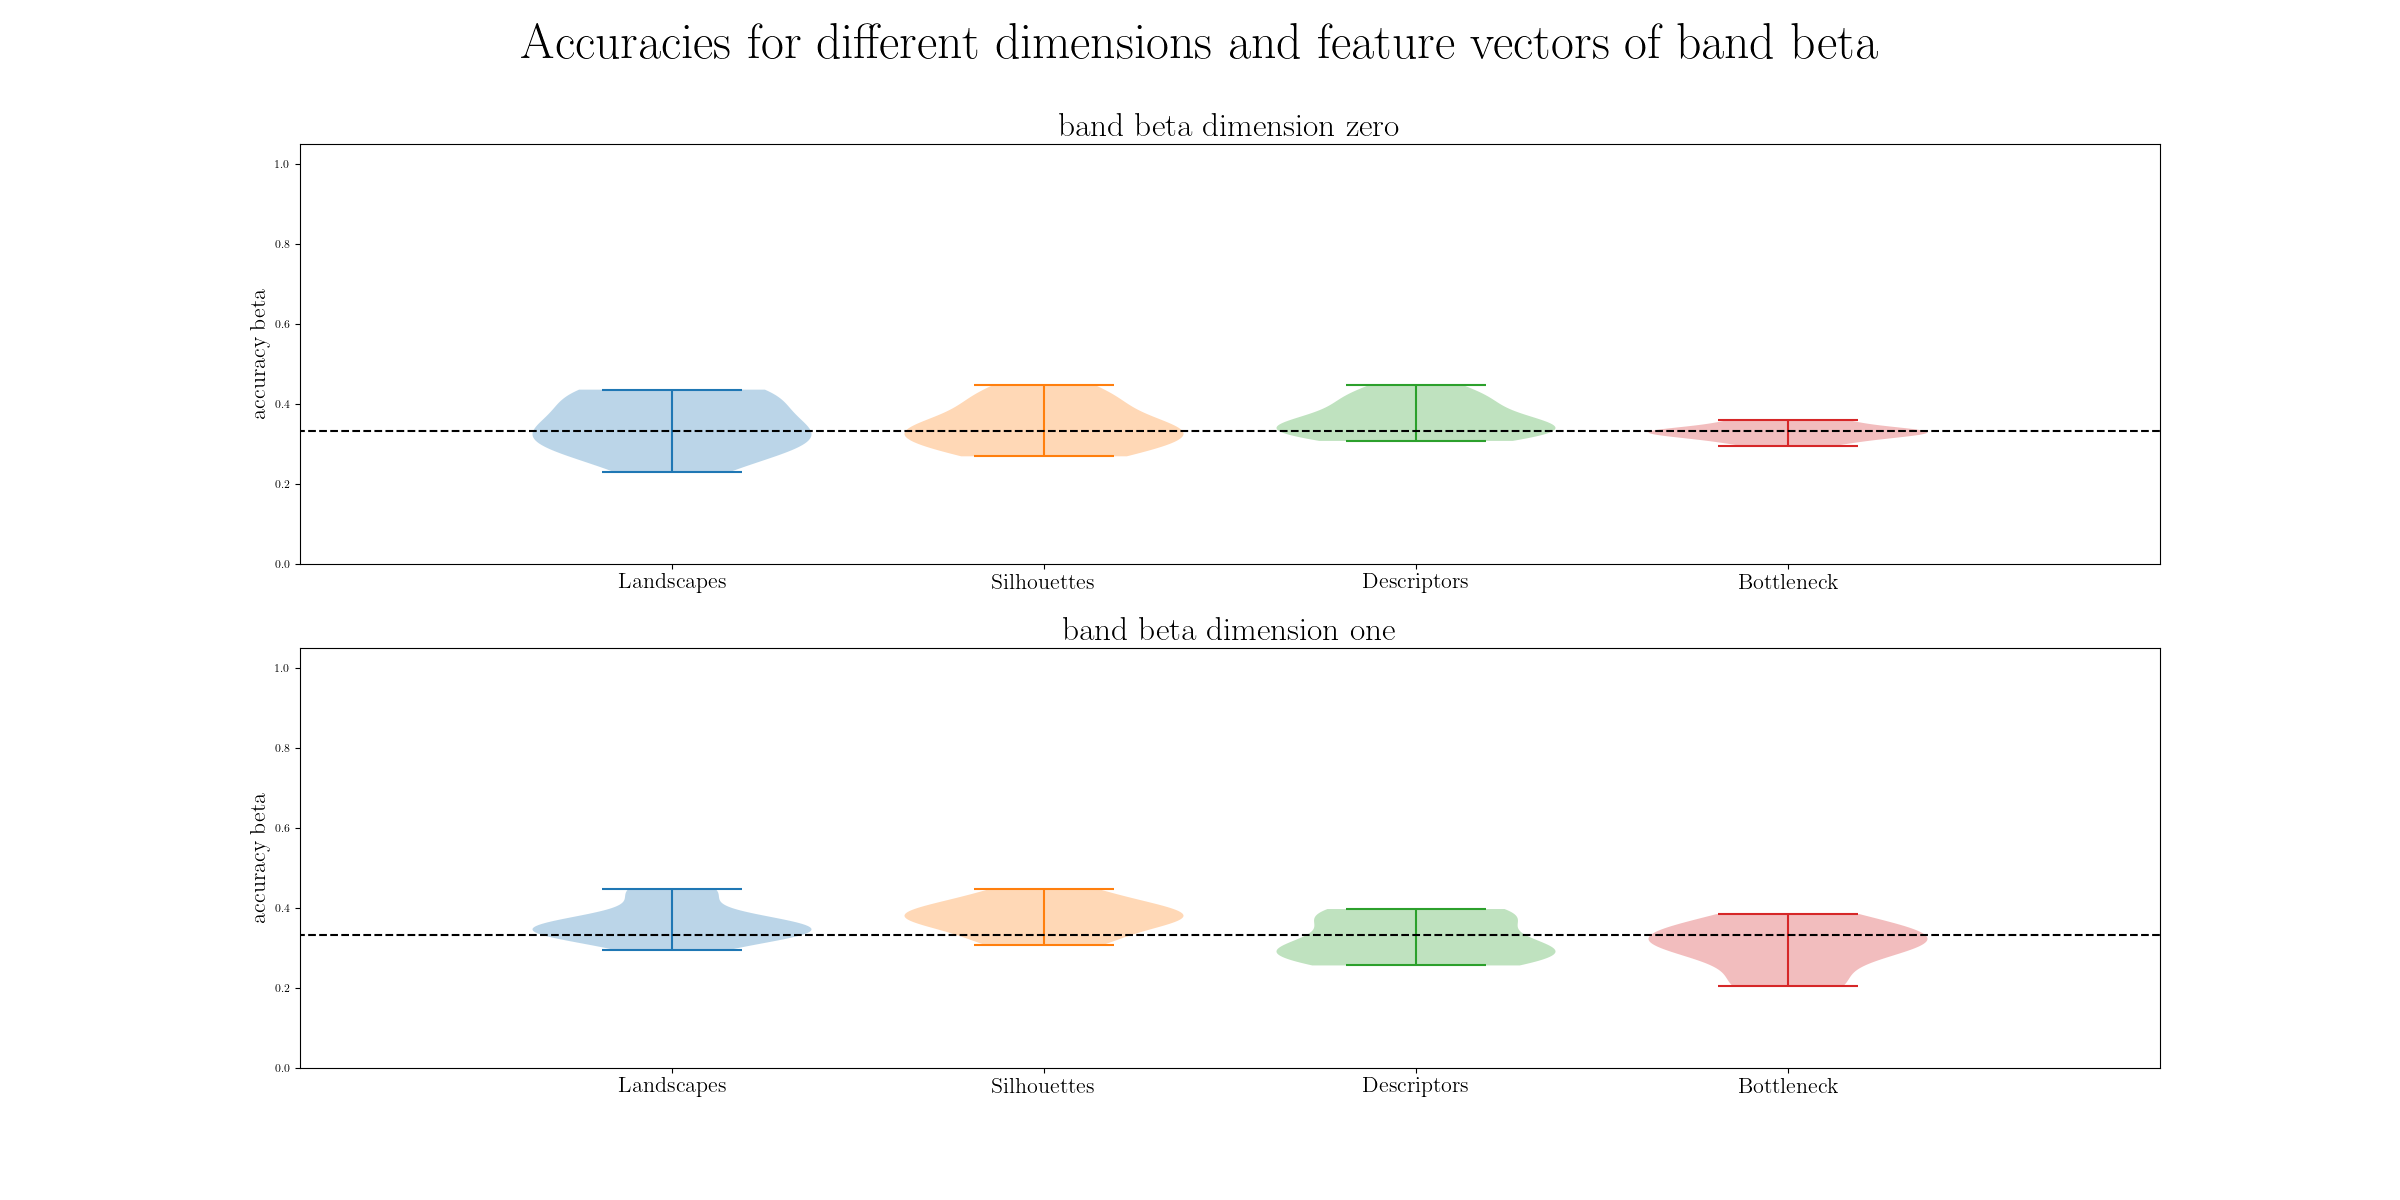 Accuracies for different dimensions and feature vectors of band beta
band beta dimension zero
1.0
0.8
0.6
0.4
0.2
0.0
accuracy beta
Landscapes Silhouettes Descriptors Bottleneck
band beta dimension one
1.0
0.8
0.6
0.4
0.2
0.0
accuracy beta
Landscapes Silhouettes Descriptors Bottleneck